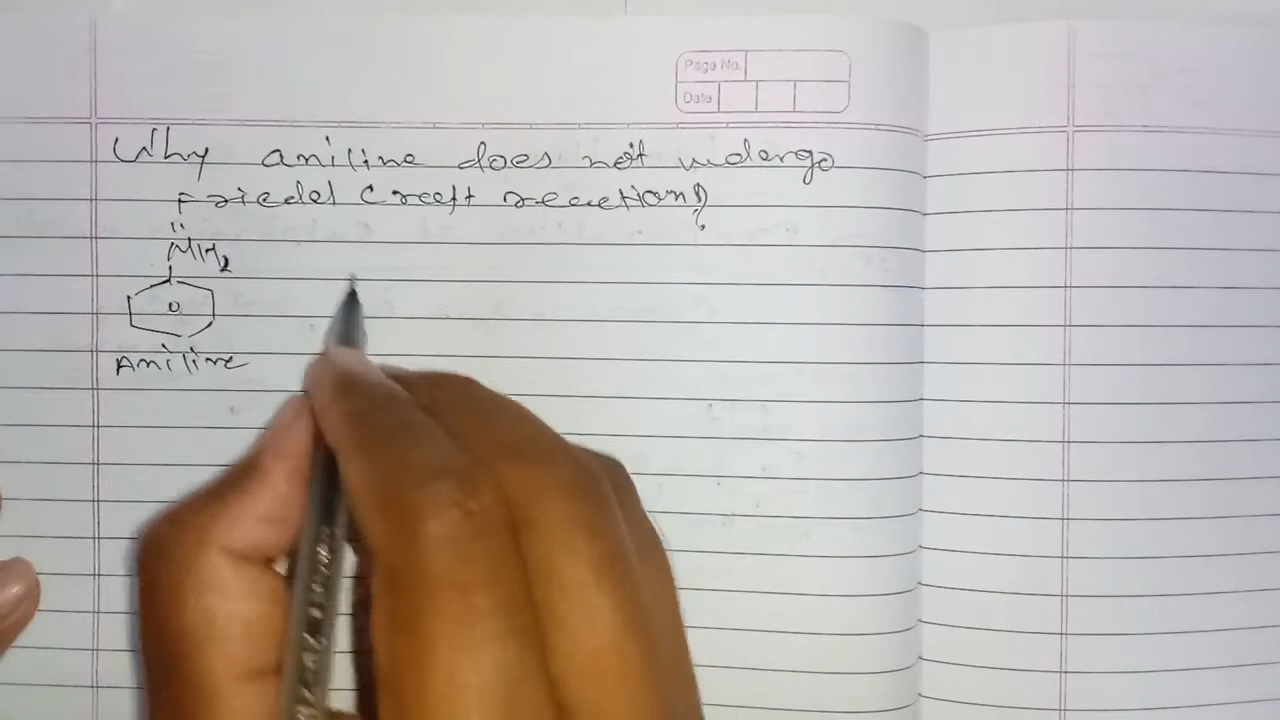 Page No.
Date
Why aniline does not undergo
Friedel Craft reaction?
NH2
Aniline